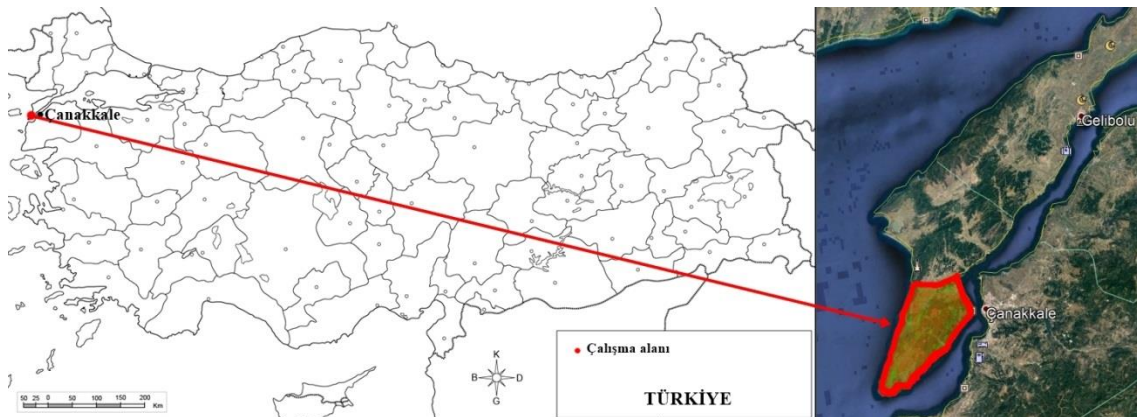 Çanakkale
Gelibolu
Çanakkale
K
B D
G
Çalışma alanı
TÜRKİYE
50 25 0 50 100 150 200
Km